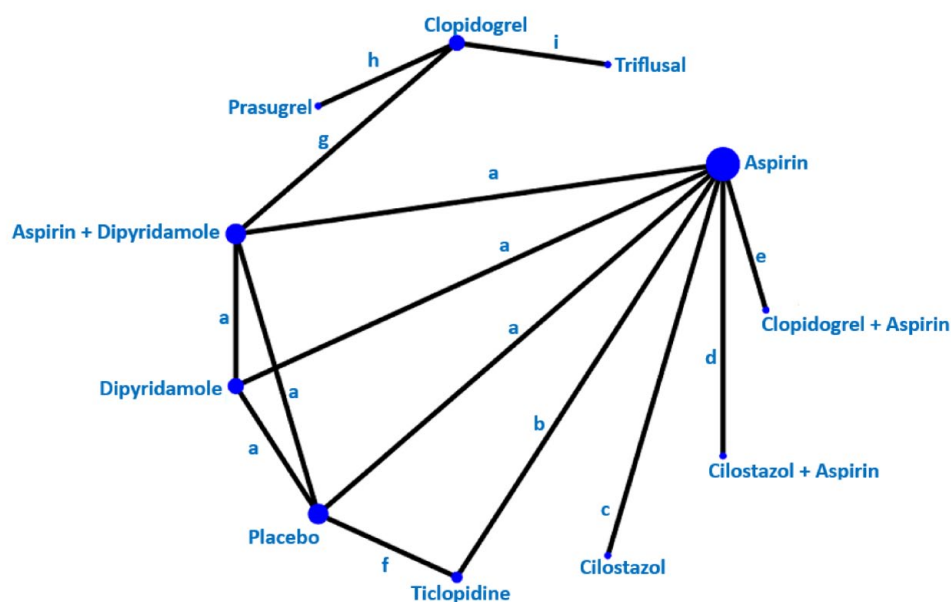 Clopidogrel
h
i
Triflusal
Prasugrel
g
a
Aspirin
Aspirin + Dipyridamole
a
e
a
a
Clopidogrel + Aspirin
d
Dipyridamole
a
b
a
Cilostazol + Aspirin
c
Placebo
f
Cilostazol
Ticlopidine